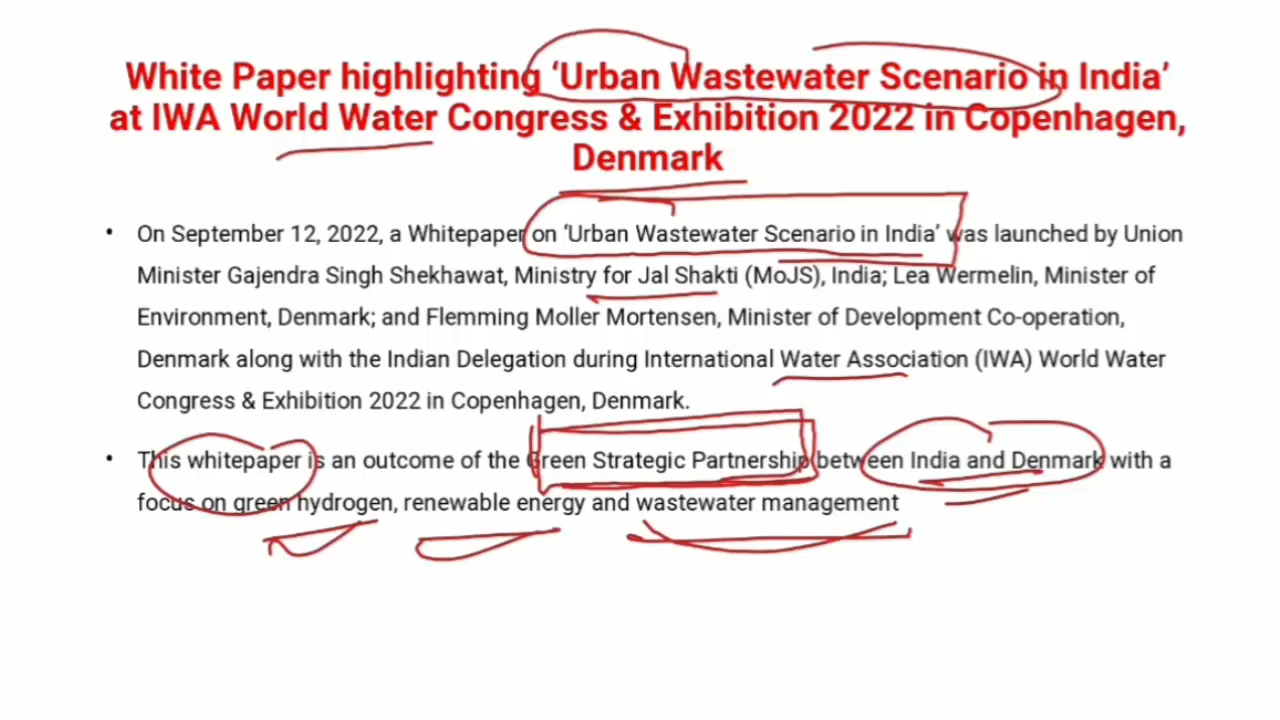 White Paper highlighting ‘Urban Wastewater Scenario in India’
at IWA World Water Congress & Exhibition 2022 in Copenhagen,
Denmark
• On September 12, 2022, a Whitepaper on ‘Urban Wastewater Scenario in India’ was launched by Union
Minister Gajendra Singh Shekhawat, Ministry for Jal Shakti (MoJS), India; Lea Wermelin, Minister of
Environment, Denmark; and Flemming Moller Mortensen, Minister of Development Co-operation,
Denmark along with the Indian Delegation during International Water Association (IWA) World Water
Congress & Exhibition 2022 in Copenhagen, Denmark.
• This whitepaper is an outcome of the Green Strategic Partnership between India and Denmark with a
focus on green hydrogen, renewable energy and wastewater management